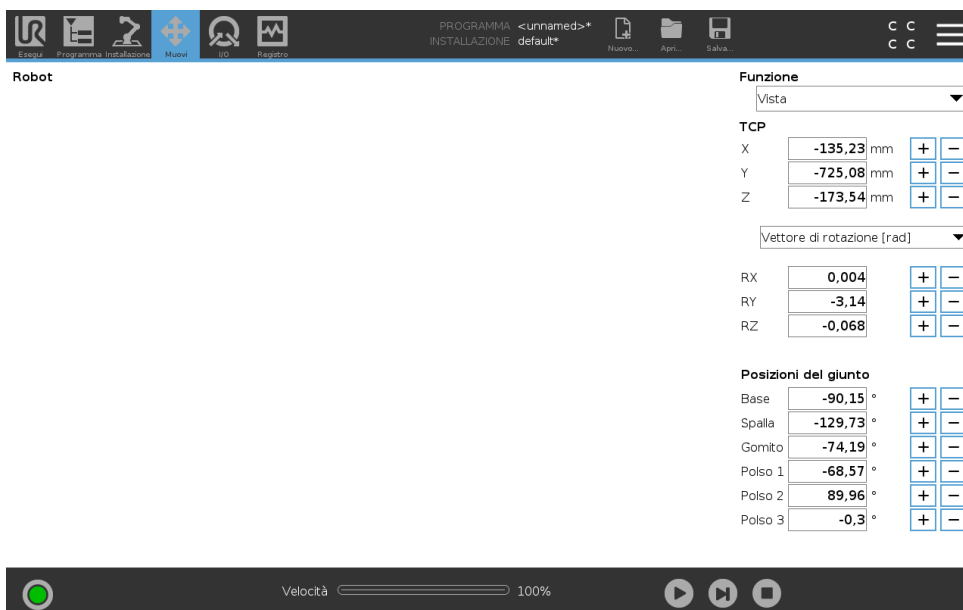 PROGRAMMA <unnamed>*
INSTALLAZIONE default*
UR
Esegui Programma Installazione Muovi I/O Registro
Nuovo... Apri... Salva...
C C
C C
Robot
Funzione
Vista
TCP
X -135,23 mm + −
Y -725,08 mm + −
Z -173,54 mm + −
Vettore di rotazione [rad]
RX 0,004 + −
RY -3,14 + −
RZ -0,068 + −
Posizioni del giunto
Base -90,15 ° + −
Spalla -129,73 ° + −
Gomito -74,19 ° + −
Polso 1 -68,57 ° + −
Polso 2 89,96 ° + −
Polso 3 -0,3 ° + −
Velocità 100%